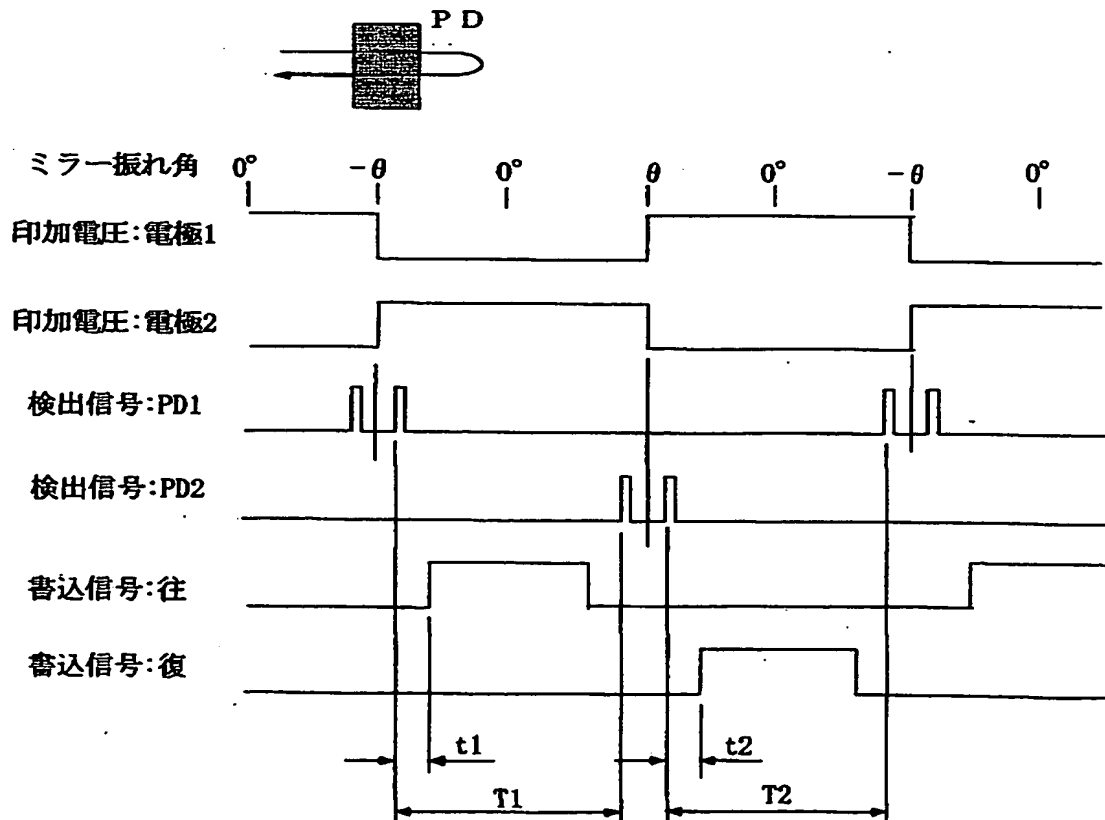 PD
ミラー振れ角 0° -θ 0° θ 0° -θ 0°
印加電圧:電極1
印加電圧:電極2
検出信号:PD1
検出信号:PD2
書込信号:往
書込信号:復
t1 t2
T1 T2